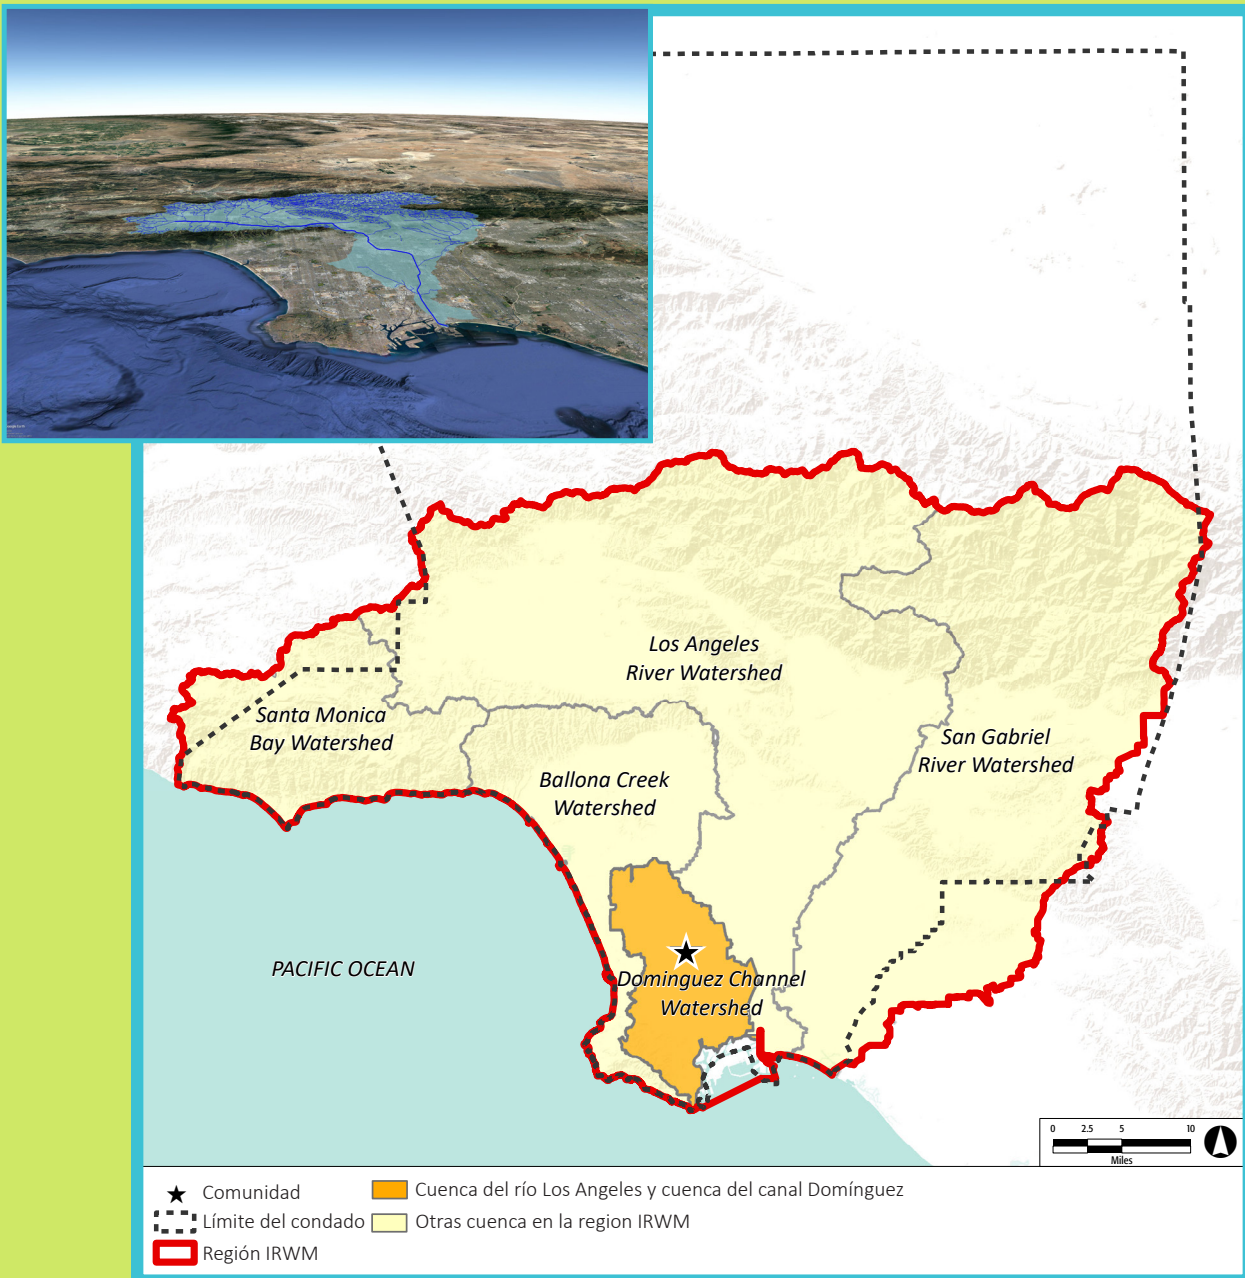 Los Angeles
River Watershed
Santa Monica
Bay Watershed
San Gabriel
River Watershed
Ballona Creek
Watershed
PACIFIC OCEAN
Dominguez Channel
Watershed
0 2.5 5 10
Miles
Comunidad
Cuenca del río Los Angeles y cuenca del canal Domínguez
Límite del condado
Otras cuenca en la region IRWM
Región IRWM